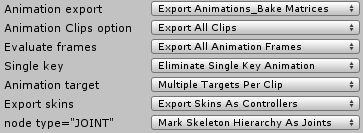 Animation export Export Animations_Bake Matrices
Animation Clips option Export All Clips
Evaluate frames Export All Animation Frames
Single key Eliminate Single Key Animation
Animation target Multiple Targets Per Clip
Export skins Export Skins As Controllers
node type="JOINT" Mark Skeleton Hierarchy As Joints